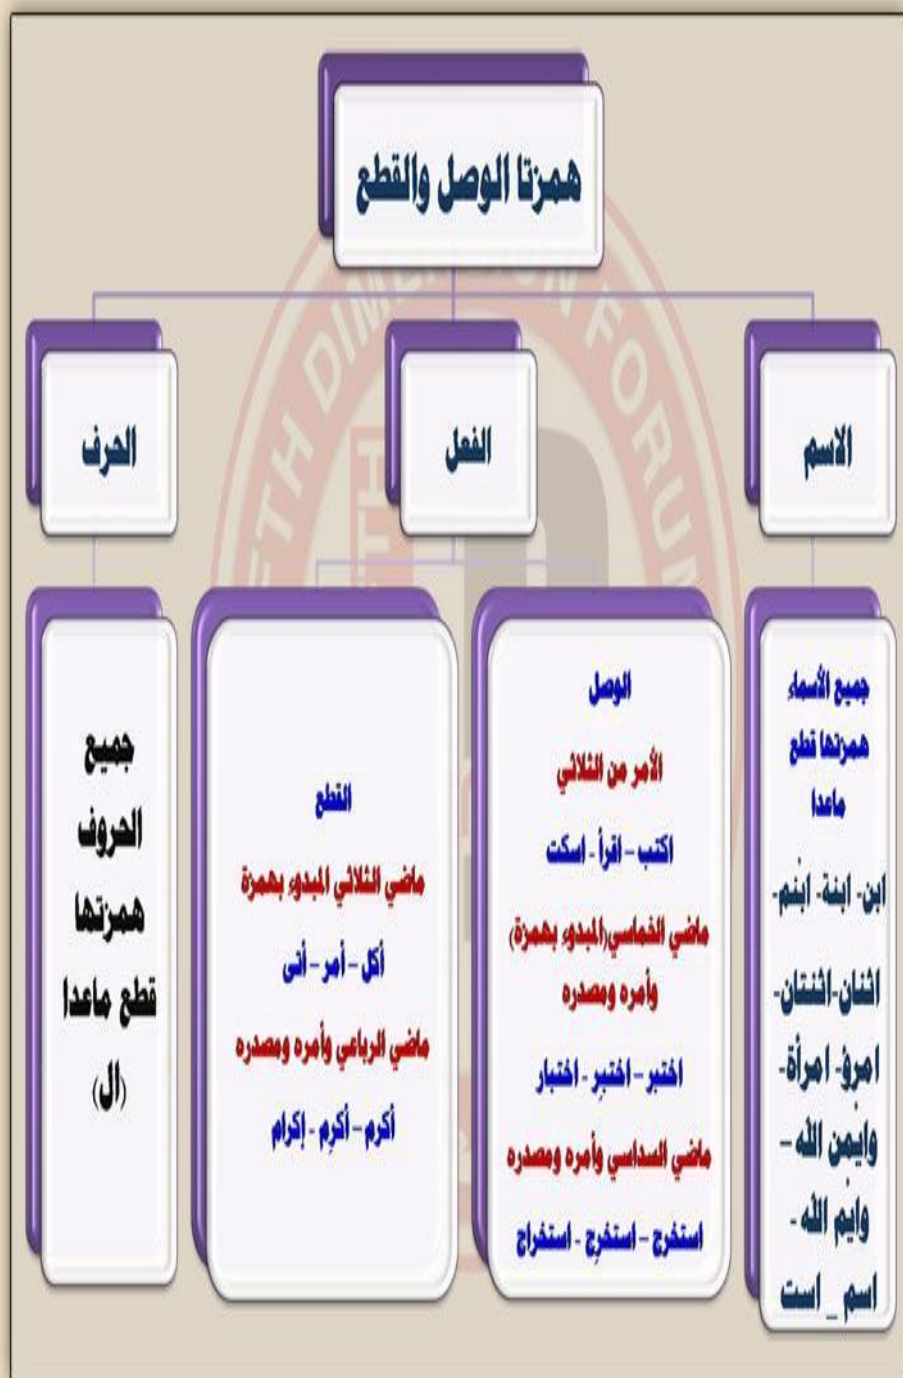 همزتا الوصل والقطع
الاسم
الفعل
الحرف
جميع الأسماء
همزتها قطع
ماعدا
ابن- ابنة- ابنُم-
اثنان-اثنتان-
امرؤ- امرأة-
وايمُن الله –
وايمُ الله -
اسم _ است
الوصل
الأمر من الثلاثي
اكتب – اقرأ - اسكت
ماضي الخماسي(المبدوء بهمزة)
وأمره ومصدره
اختبر – اختبِر - اختبار
ماضي السداسي وأمره ومصدره
استخرج – استخرِج - استخراج
القطع
ماضي الثلاثي المبدوء بهمزة
أكل – أمر – أتى
ماضي الرباعي وأمره ومصدره
أكرم – أكرِم - إكرام
جميع
الحروف
همزتها
قطع ماعدا
(ال)